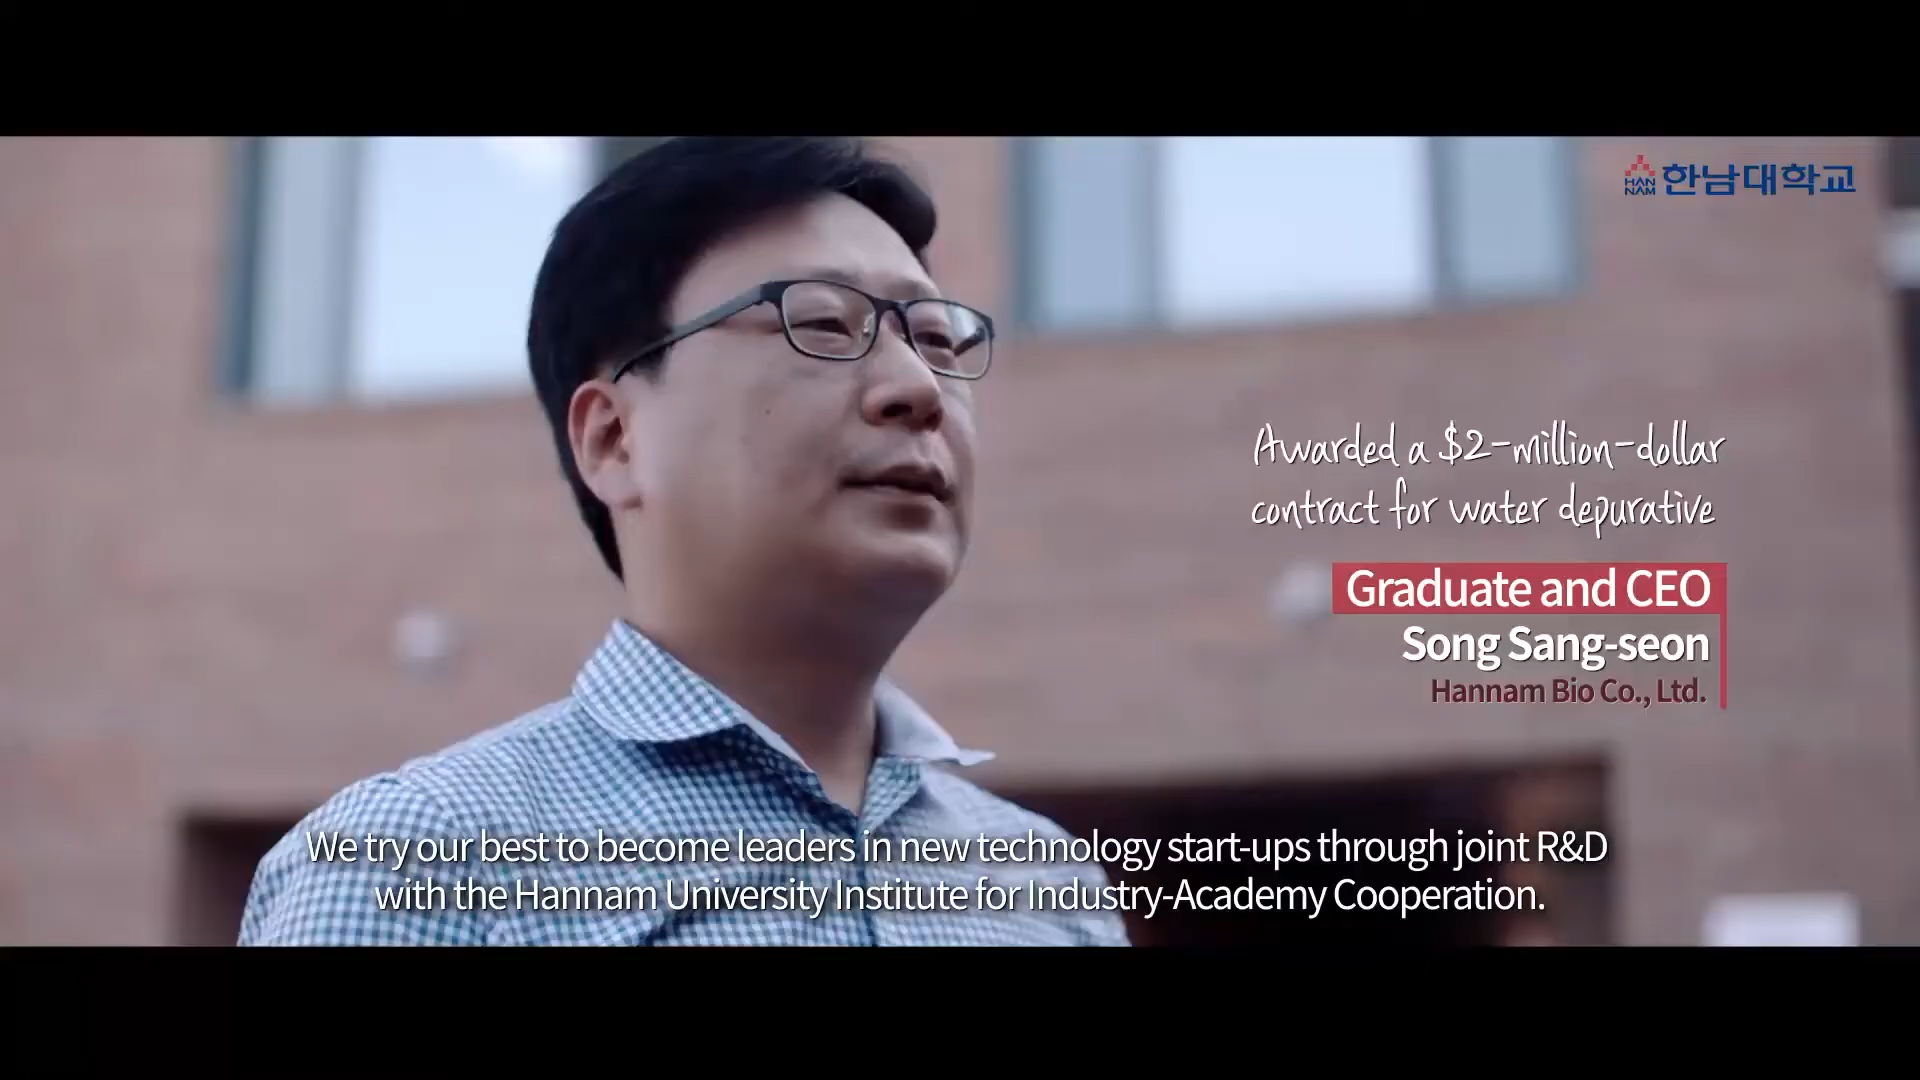 HAN
NAM
한남대학교
Awarded a $2-million-dollar
contract for water depurative
Graduate and CEO
Song Sang-seon
Hannam Bio Co., Ltd.
We try our best to become leaders in new technology start-ups through joint R&D
with the Hannam University Institute for Industry-Academy Cooperation.